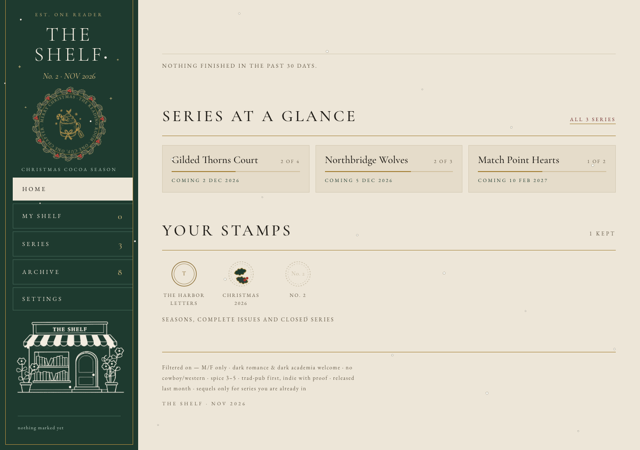 EST. ONE READER
THE
SHELF
No. 2 · NOV 2026
CHRISTMAS COCOA SEASON
HOME
MY SHELF 0
SERIES 3
ARCHIVE 8
SETTINGS
THE SHELF
nothing marked yet
NOTHING FINISHED IN THE PAST 30 DAYS.
SERIES AT A GLANCE
ALL 3 SERIES
Gilded Thorns Court 2 OF 4
COMING 2 DEC 2026
Northbridge Wolves 2 OF 3
COMING 5 DEC 2026
Match Point Hearts 1 OF 2
COMING 10 FEB 2027
YOUR STAMPS
1 KEPT
T
THE HARBOR
LETTERS
CHRISTMAS
2026
No. 2
NO. 2
SEASONS, COMPLETE ISSUES AND CLOSED SERIES
Filtered on — M/F only · dark romance & dark academia welcome · no
cowboy/western · spice 3–5 · trad-pub first, indie with proof · released
last month · sequels only for series you are already in
THE SHELF · NOV 2026